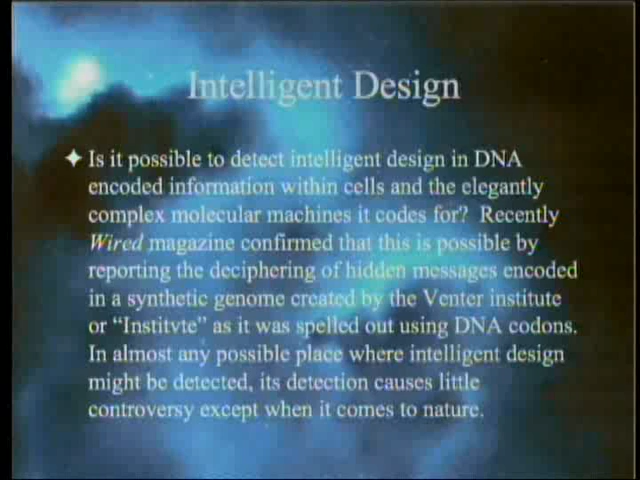 Intelligent Design
Is it possible to detect intelligent design in DNA
encoded information within cells and the elegantly
complex molecular machines it codes for? Recently
Wired magazine confirmed that this is possible by
reporting the deciphering of hidden messages encoded
in a synthetic genome created by the Venter institute
or “Institvte” as it was spelled out using DNA codons.
In almost any possible place where intelligent design
might be detected, its detection causes little
controversy except when it comes to nature.